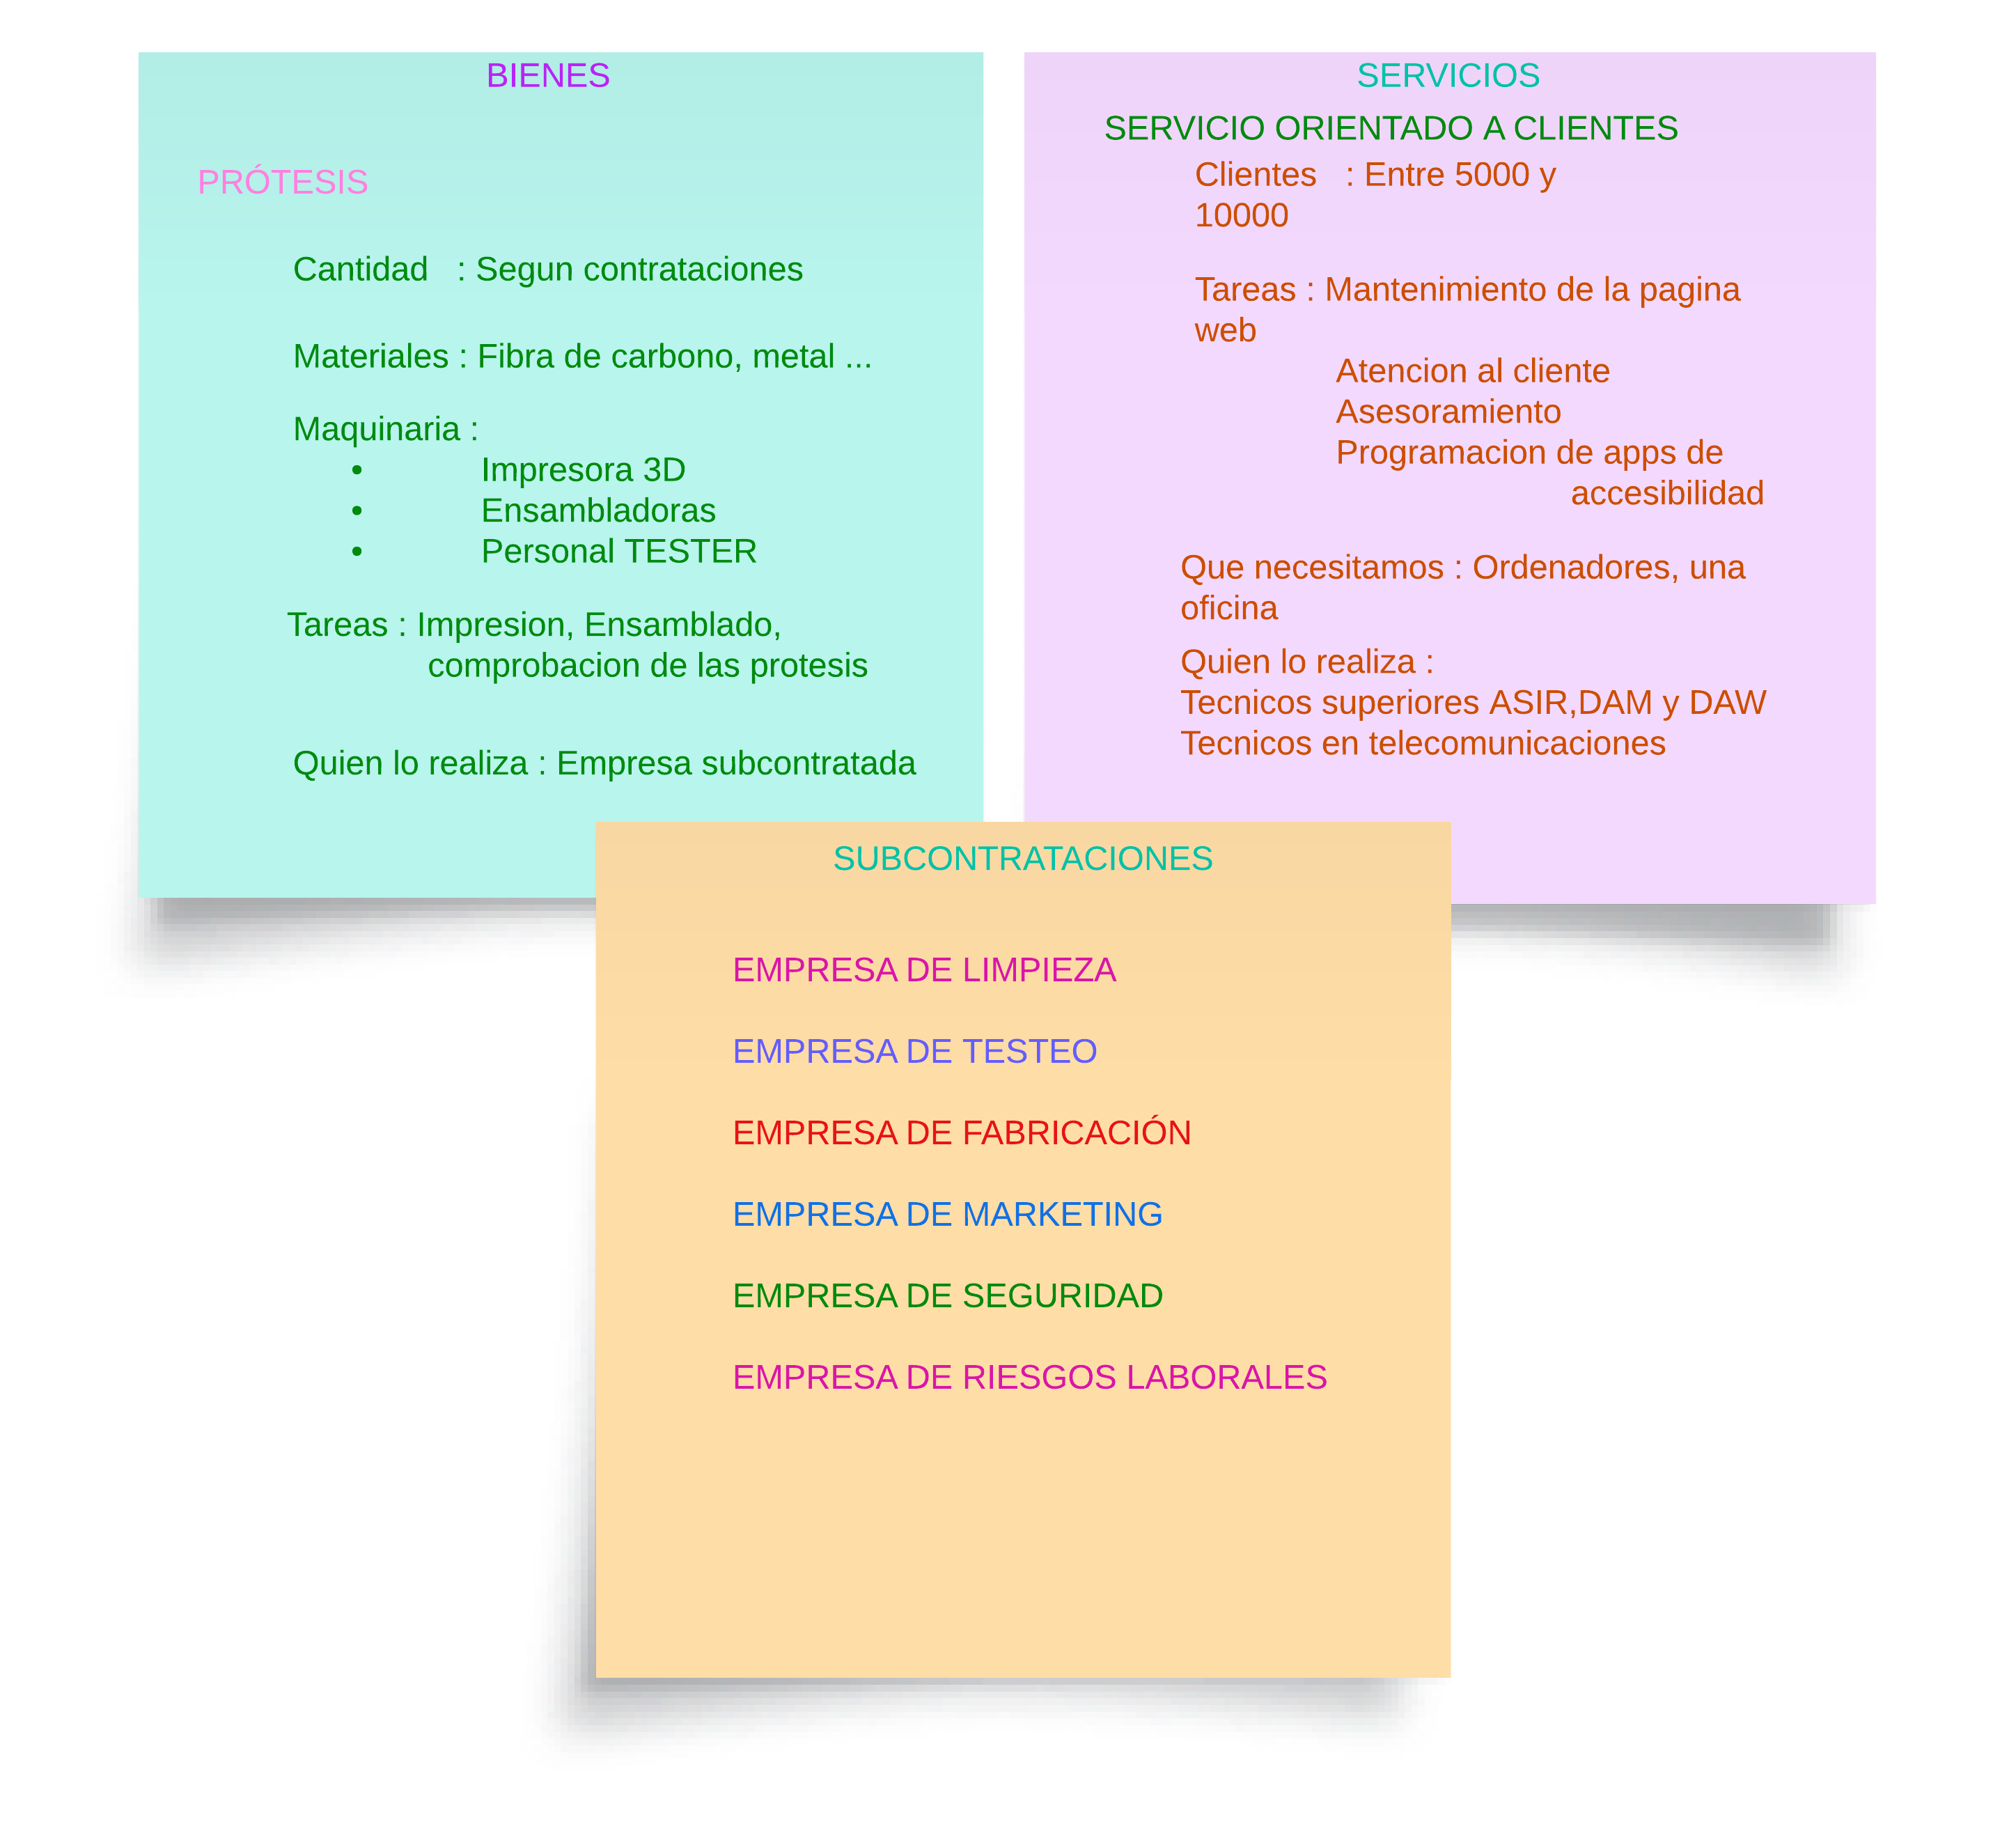 BIENES
PRÓTESIS
Cantidad   : Segun contrataciones
Materiales : Fibra de carbono, metal ...
Maquinaria :
• Impresora 3D
• Ensambladoras
• Personal TESTER
Tareas : Impresion, Ensamblado,
comprobacion de las protesis
Quien lo realiza : Empresa subcontratada
SERVICIOS
SERVICIO ORIENTADO A CLIENTES
Clientes   : Entre 5000 y
10000
Tareas : Mantenimiento de la pagina
web
Atencion al cliente
Asesoramiento
Programacion de apps de
accesibilidad
Que necesitamos : Ordenadores, una
oficina
Quien lo realiza :
Tecnicos superiores ASIR,DAM y DAW
Tecnicos en telecomunicaciones
SUBCONTRATACIONES
EMPRESA DE LIMPIEZA
EMPRESA DE TESTEO
EMPRESA DE FABRICACIÓN
EMPRESA DE MARKETING
EMPRESA DE SEGURIDAD
EMPRESA DE RIESGOS LABORALES